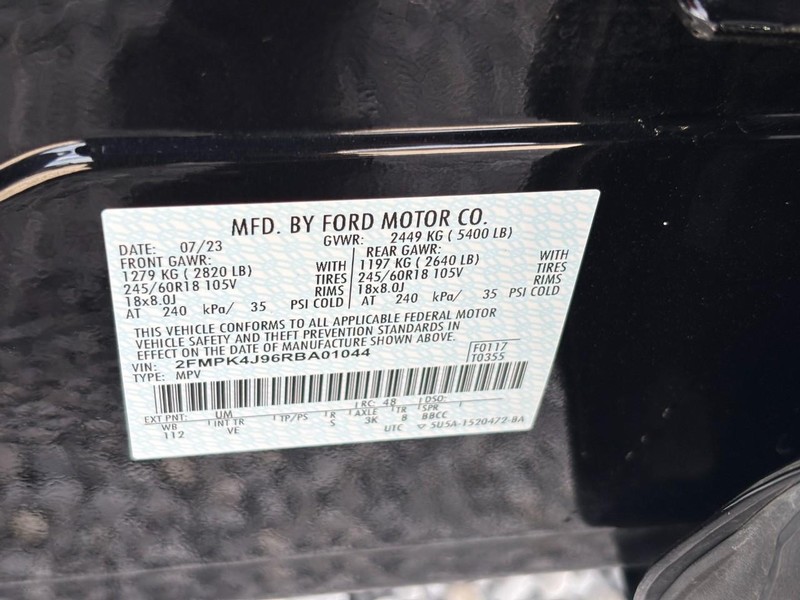 MFD. BY FORD MOTOR CO.
DATE: 07/23 GVWR: 2449 KG ( 5400 LB)
FRONT GAWR: REAR GAWR:
1279 KG ( 2820 LB) WITH 1197 KG ( 2640 LB) WITH
245/60R18 105V TIRES 245/60R18 105V TIRES
18x8.0J RIMS 18x8.0J RIMS
AT 240 kPa/ 35 PSI COLD AT 240 kPa/ 35 PSI COLD
THIS VEHICLE CONFORMS TO ALL APPLICABLE FEDERAL MOTOR
VEHICLE SAFETY AND THEFT PREVENTION STANDARDS IN
EFFECT ON THE DATE OF MANUFACTURE SHOWN ABOVE.
VIN: 2FMPK4J96RBA01044 F0117
TYPE: MPV T0355
EXT PNT: UM RC: 48 DSO:
WB INT TR TP/PS R AXLE TR SPR
112 VE S 3K 8 BBCC
UTC SU5A-1520472-BA